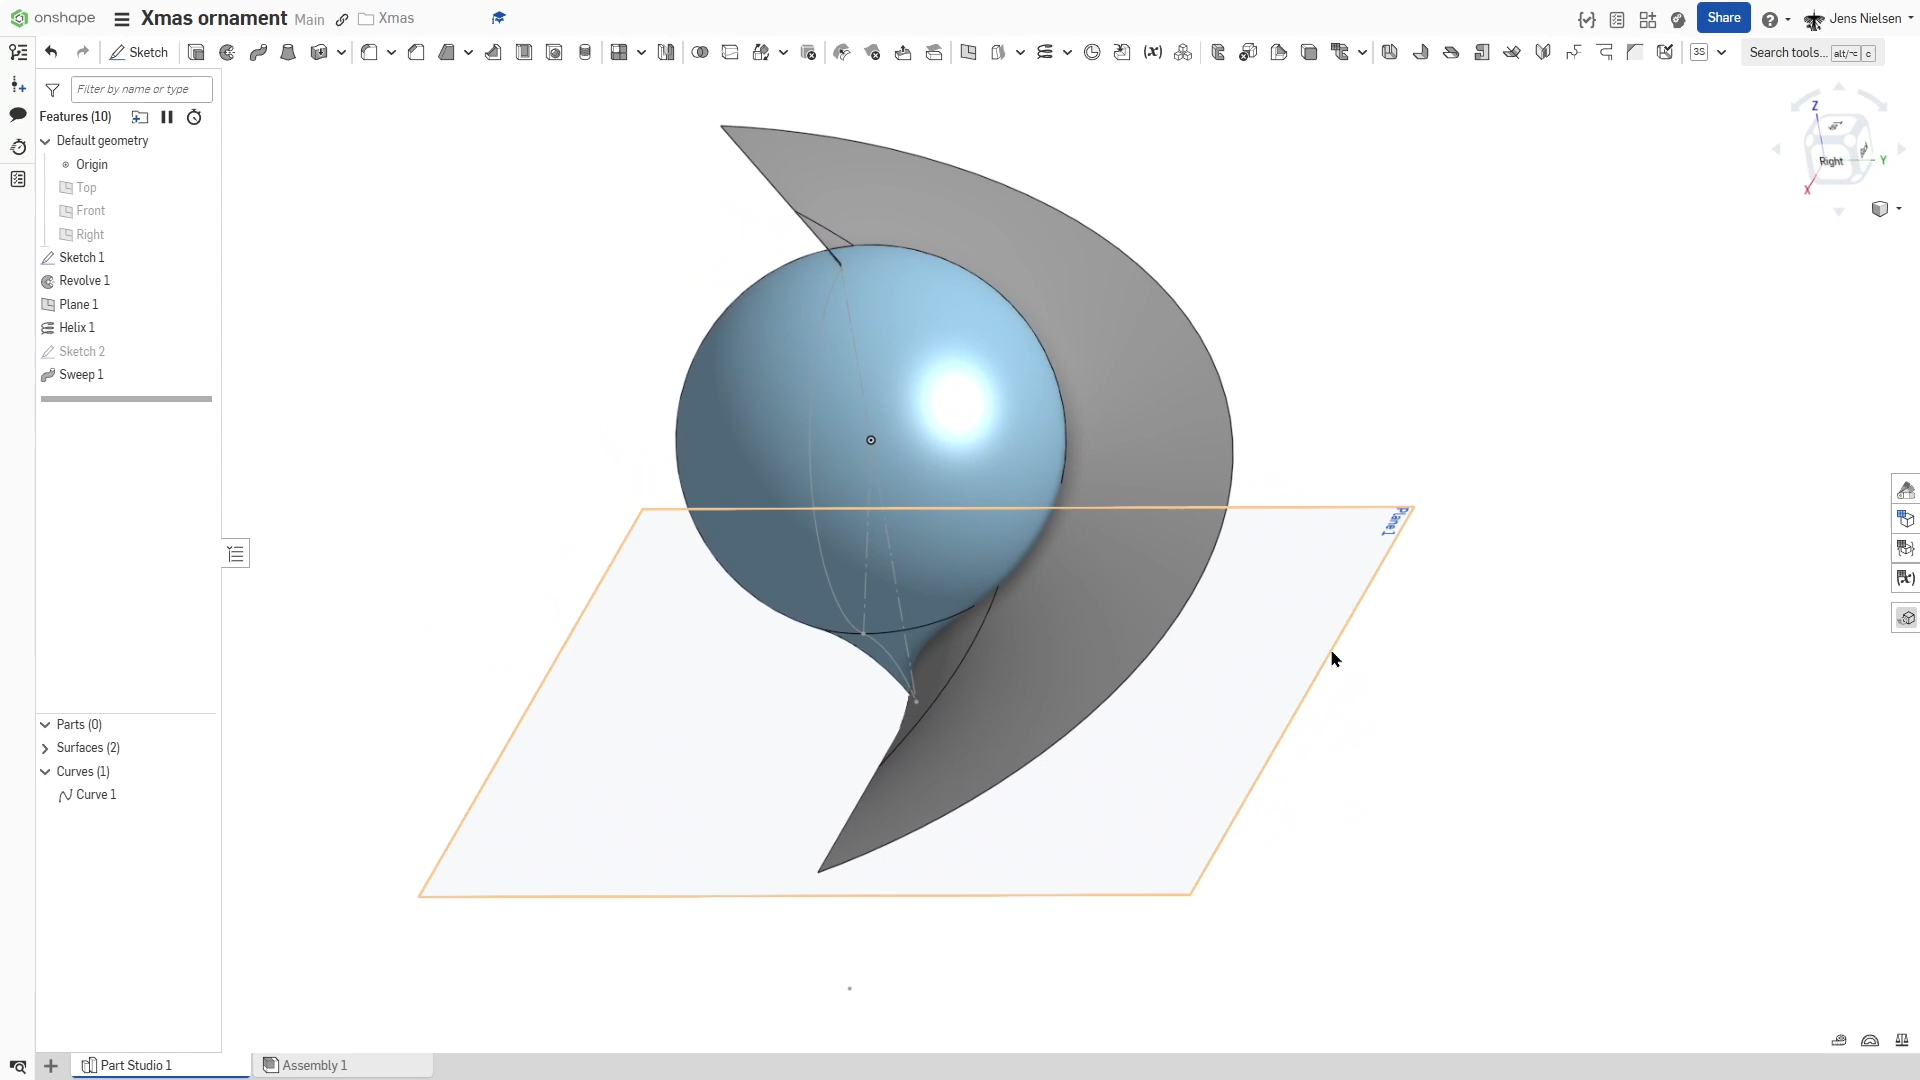 onshape
Xmas ornament
Main
Xmas
Share
Jens Nielsen
Sketch
3S
Search tools... alt/⌥ c
Filter by name or type
Features (10)
Default geometry
Origin
Top
Front
Right
Sketch 1
Revolve 1
Plane 1
Helix 1
Sketch 2
Sweep 1
Z
Right
Y
X
Plane 1
Parts (0)
Surfaces (2)
Curves (1)
Curve 1
Part Studio 1
Assembly 1